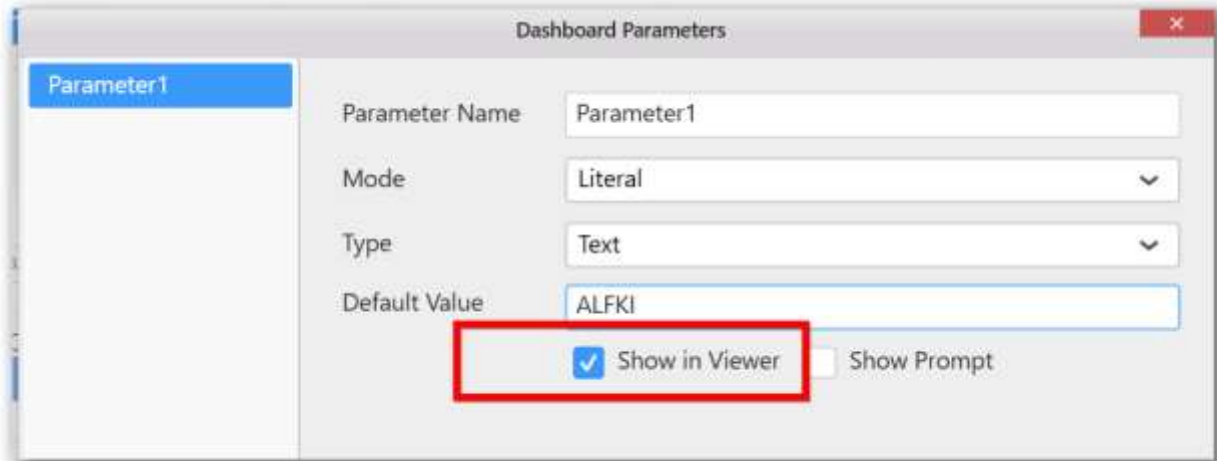 Dashboard Parameters
Parameter1
Parameter Name Parameter1
Mode Literal
Type Text
Default Value ALFKI
Show in Viewer Show Prompt